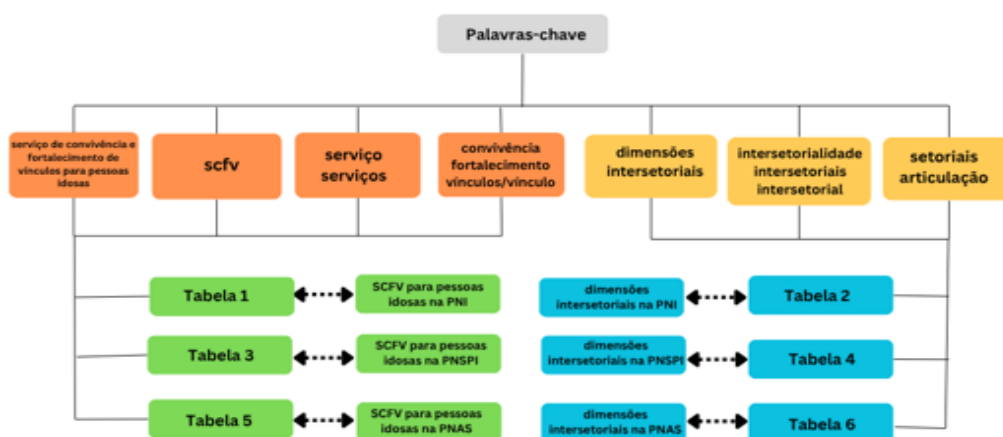 Palavras-chave
serviço de convivência e
fortalecimento de
vínculos para pessoas
idosas
scfv
serviço
serviços
convivência
fortalecimento
vínculos/vínculo
dimensões
intersetoriais
intersetorialidade
intersetoriais
intersetorial
setoriais
articulação
Tabela 1
SCFV para pessoas
idosas na PNI
dimensões
intersetoriais na PNI
Tabela 2
Tabela 3
SCFV para pessoas
idosas na PNSPI
dimensões
intersetoriais na PNSPI
Tabela 4
Tabela 5
SCFV para pessoas
idosas na PNAS
dimensões
intersetoriais na PNAS
Tabela 6